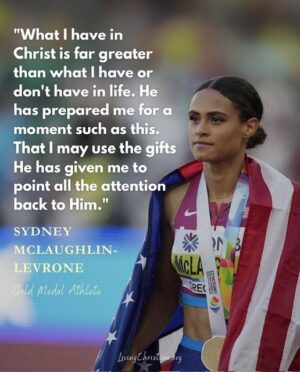 "What I have in
Christ is far greater
than what I have or
don't have in life. He
has prepared me for a
moment such as this.
That I may use the gifts
He has given me to
point all the attention
back to Him."
SYDNEY
MCLAUGHLIN-
LEVRONE
Gold Medal Athlete
McLA
LivingChristian.org